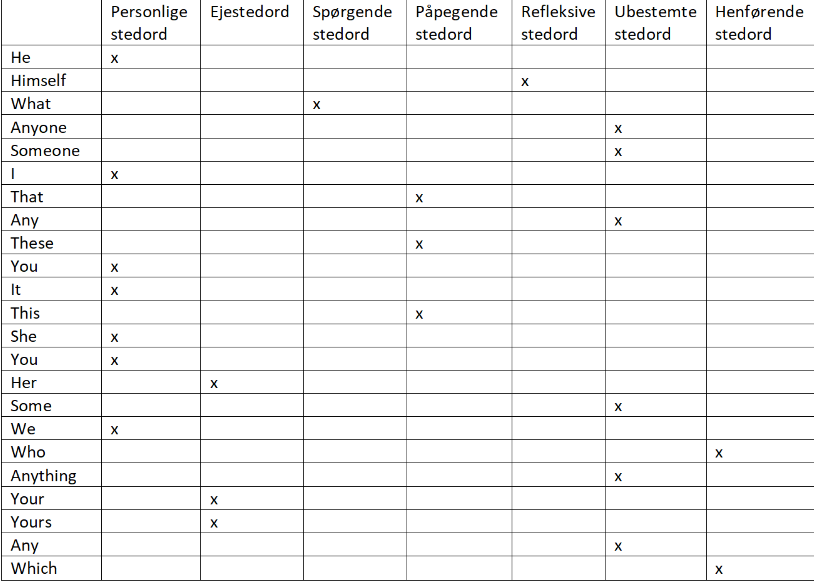 Personlige Ejestedord Spørgende Påpegende Refleksive Ubestemte Henførende
stedord stedord stedord stedord stedord stedord
He x
Himself x
What x
Anyone x
Someone x
I x
That x
Any x
These x
You x
It x
This x
She x
You x
Her x
Some x
We x
Who x
Anything x
Your x
Yours x
Any x
Which x